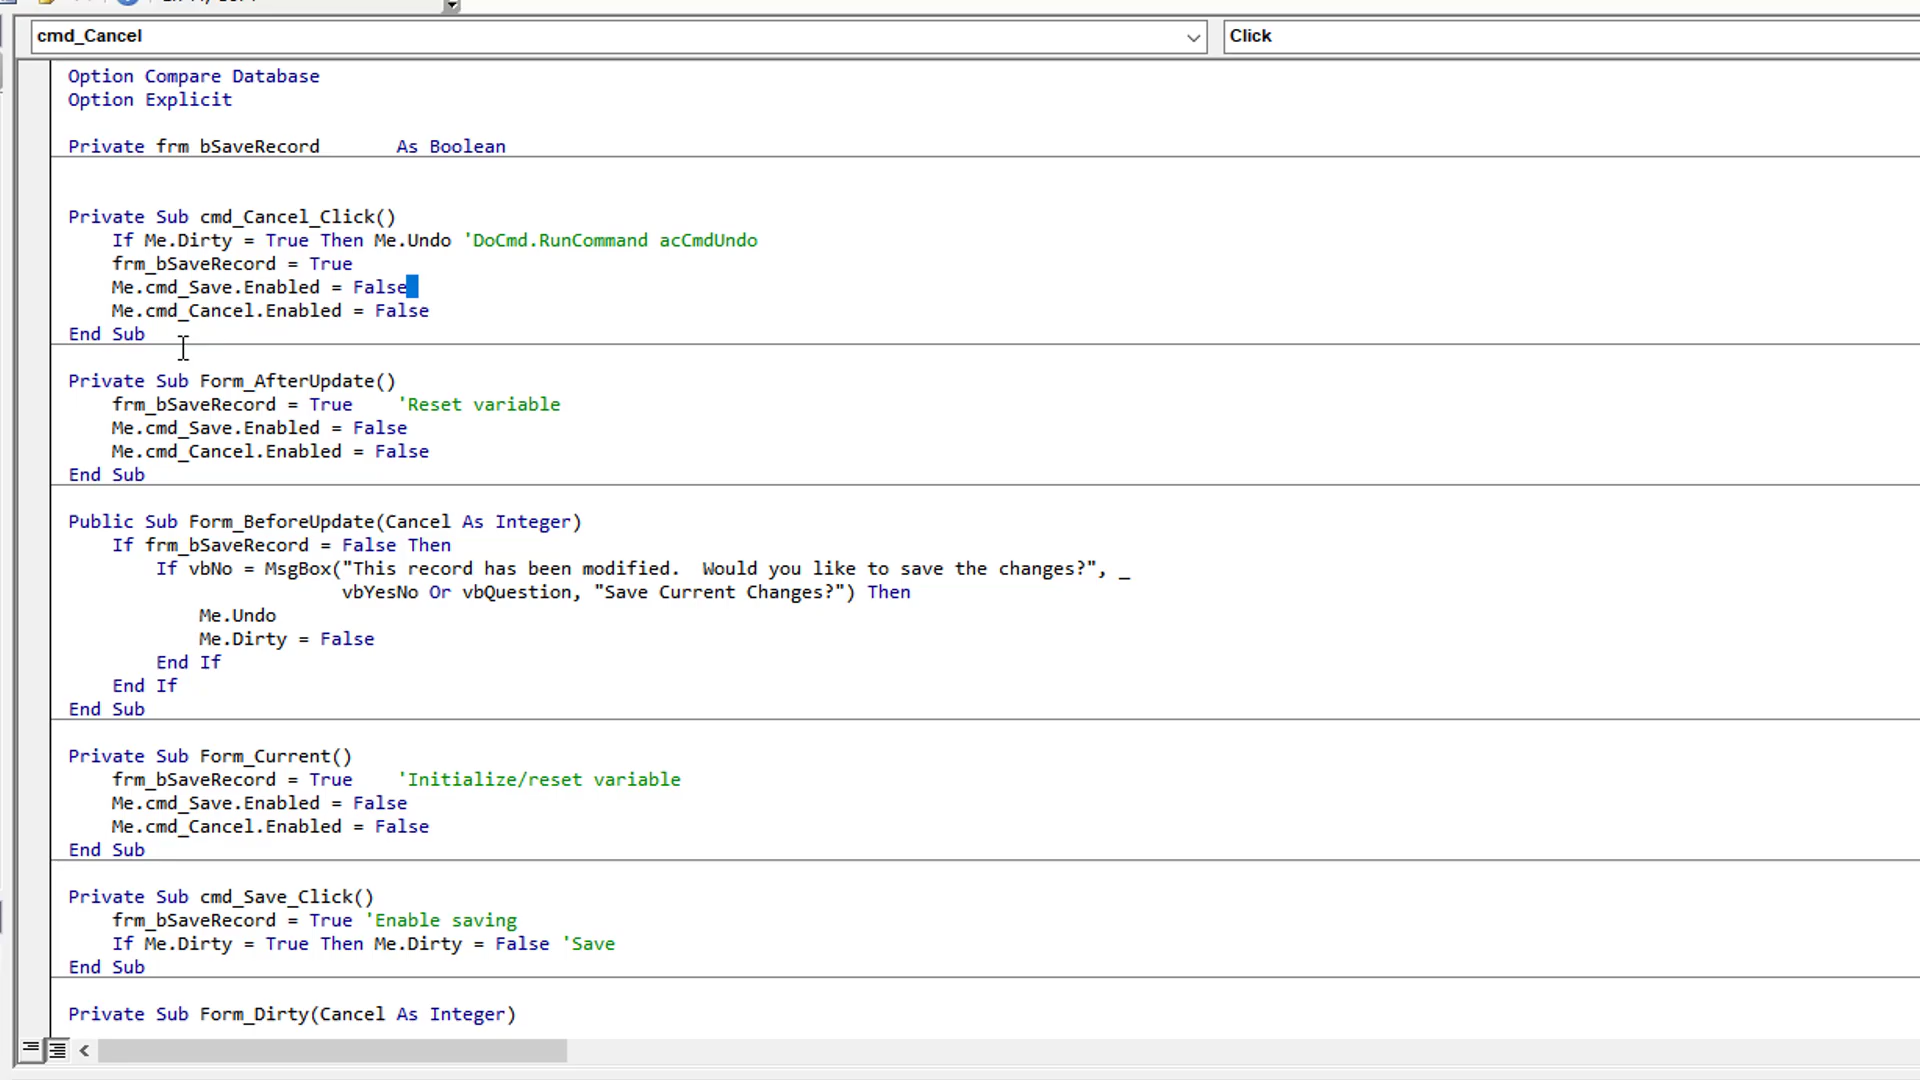 cmd_Cancel
Click
Option Compare Database
Option Explicit
Private frm_bSaveRecord As Boolean
Private Sub cmd_Cancel_Click()
If Me.Dirty = True Then Me.Undo 'DoCmd.RunCommand acCmdUndo
frm_bSaveRecord = True
Me.cmd_Save.Enabled = False
Me.cmd_Cancel.Enabled = False
End Sub
Private Sub Form_AfterUpdate()
frm_bSaveRecord = True 'Reset variable
Me.cmd_Save.Enabled = False
Me.cmd_Cancel.Enabled = False
End Sub
Public Sub Form_BeforeUpdate(Cancel As Integer)
If frm_bSaveRecord = False Then
If vbNo = MsgBox("This record has been modified.  Would you like to save the changes?", _
vbYesNo Or vbQuestion, "Save Current Changes?") Then
Me.Undo
Me.Dirty = False
End If
End If
End Sub
Private Sub Form_Current()
frm_bSaveRecord = True 'Initialize/reset variable
Me.cmd_Save.Enabled = False
Me.cmd_Cancel.Enabled = False
End Sub
Private Sub cmd_Save_Click()
frm_bSaveRecord = True 'Enable saving
If Me.Dirty = True Then Me.Dirty = False 'Save
End Sub
Private Sub Form_Dirty(Cancel As Integer)